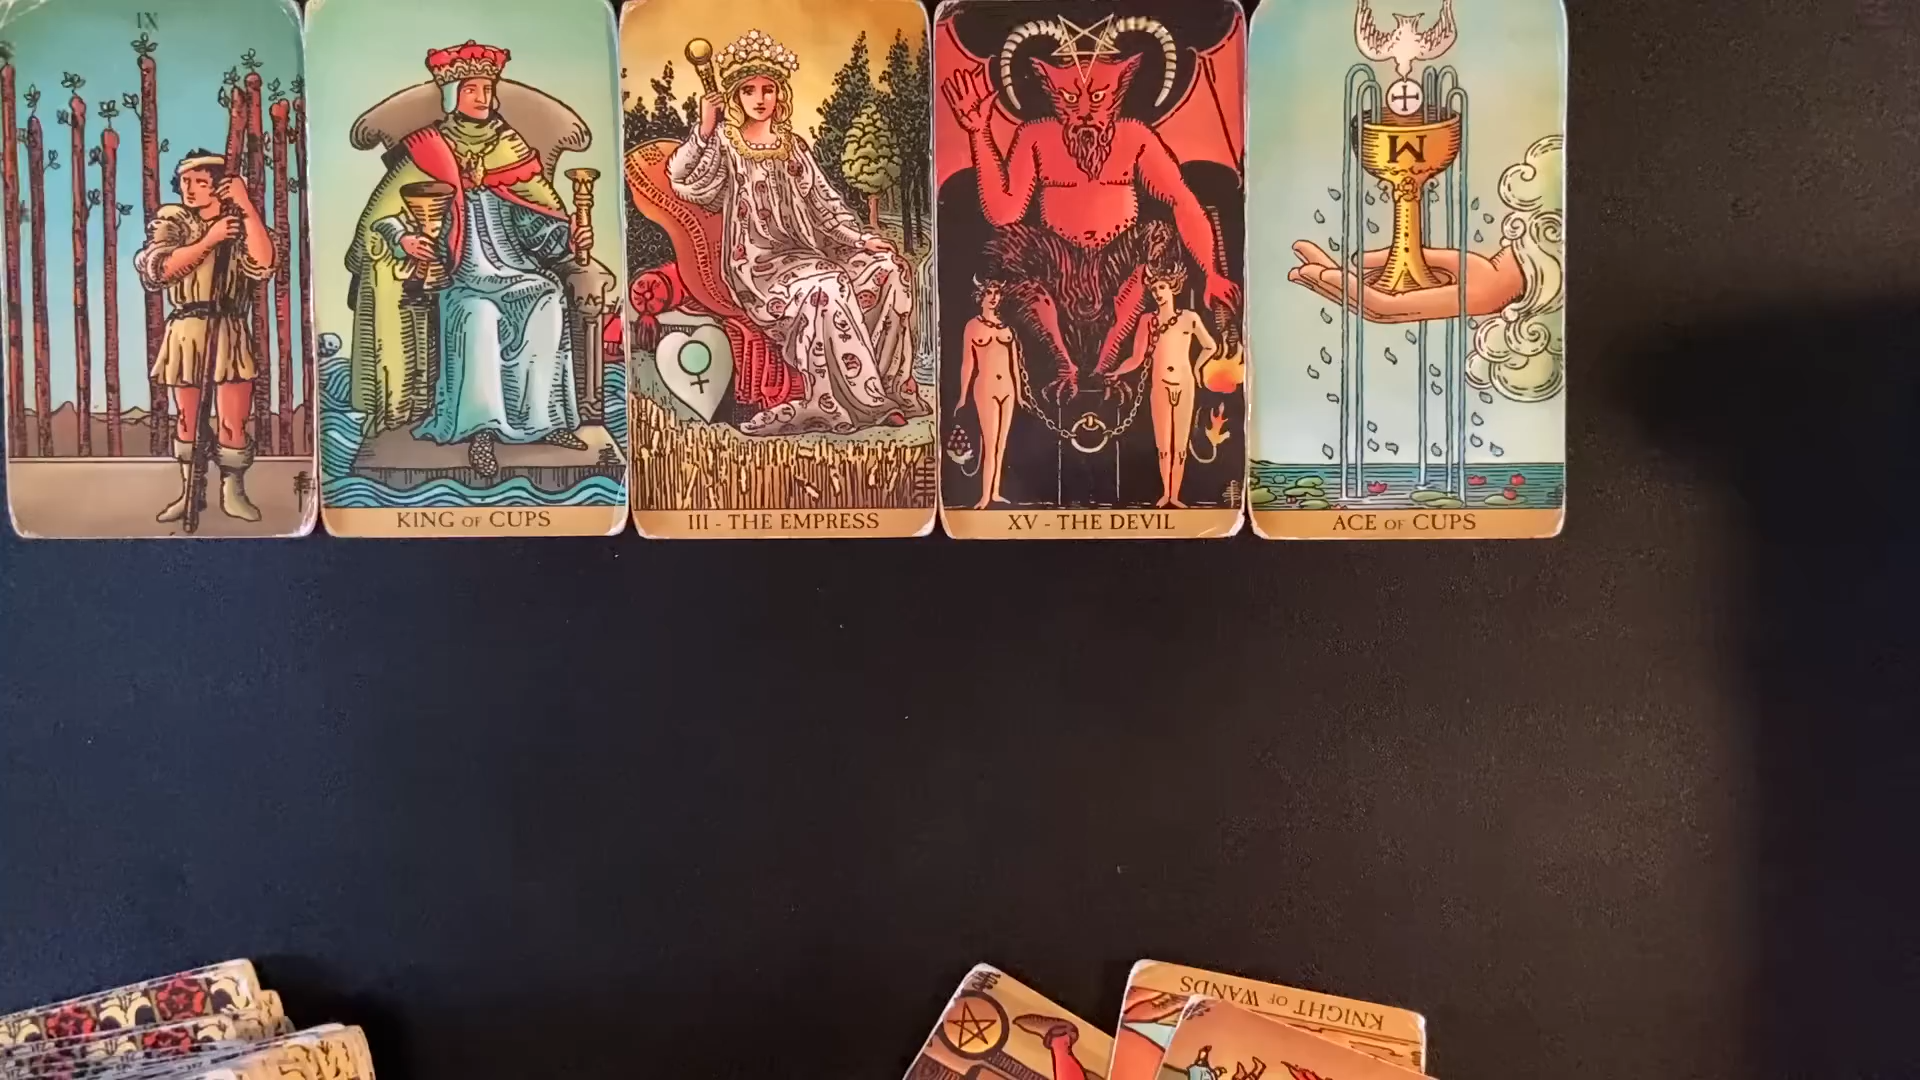 IX
KING OF CUPS
III - THE EMPRESS
XV - THE DEVIL
M
ACE OF CUPS
KNIGHT OF WANDS